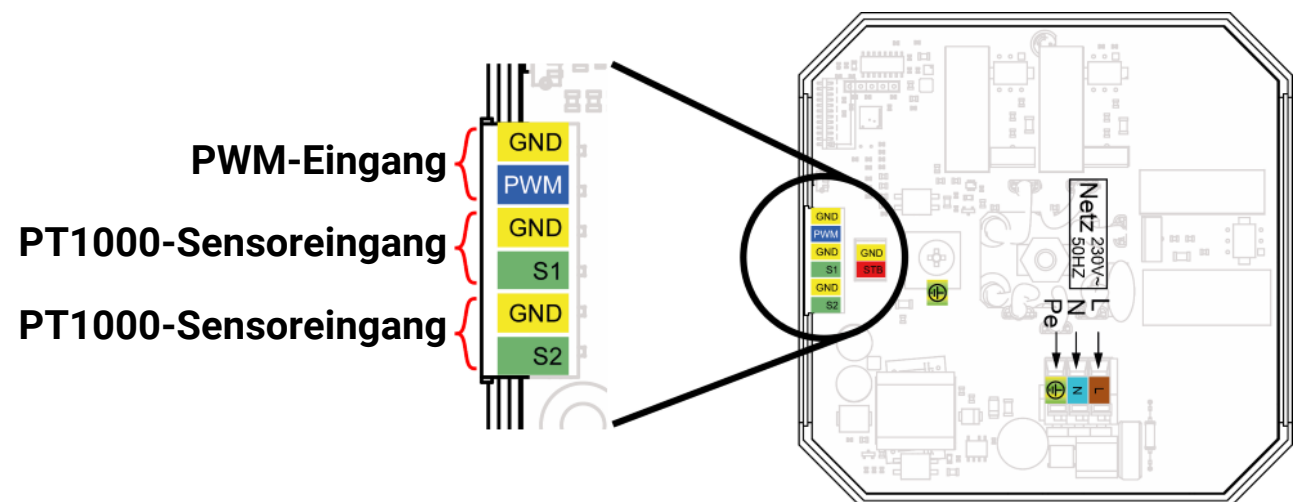 PWM-Eingang
PT1000-Sensoreingang
PT1000-Sensoreingang
GND
PWM
GND
S1
GND
S2
GND
PWM
GND
S1
GND
S2
GND
STB
Netz
230V~
50HZ
L
N
Pe
N
L